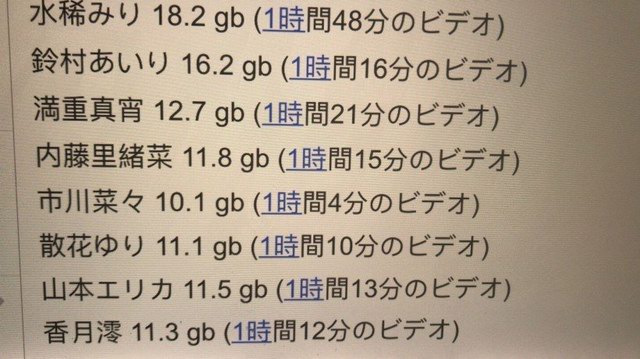 水稀みり 18.2 gb (1時間48分のビデオ)
鈴村あいり 16.2 gb (1時間16分のビデオ)
満重真宵 12.7 gb (1時間21分のビデオ)
内藤里緒菜 11.8 gb (1時間15分のビデオ)
市川菜々 10.1 gb (1時間4分のビデオ)
散花ゆり 11.1 gb (1時間10分のビデオ)
山本エリカ 11.5 gb (1時間13分のビデオ)
香月澪 11.3 gb (1時間12分のビデオ)